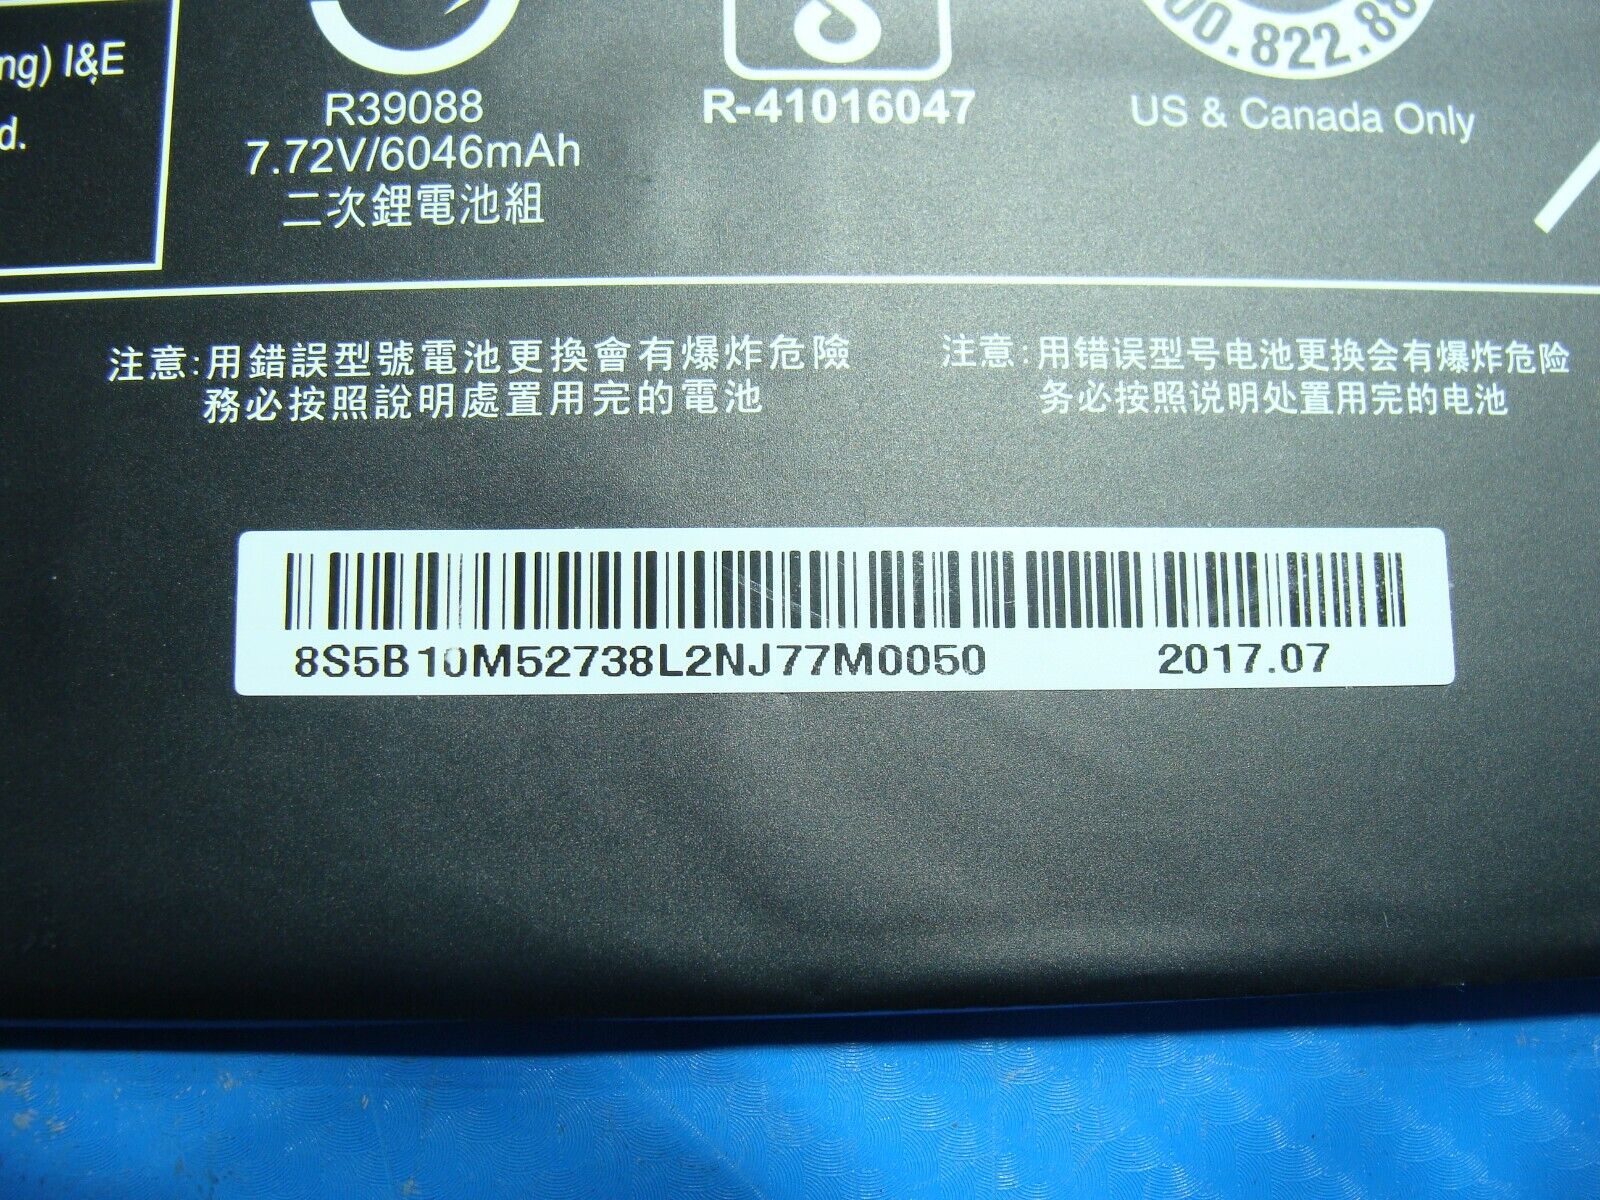 ng) I&E
d.
00.822.88
R39088
7.72V/6046mAh
二次鋰電池組
R-41016047
US & Canada Only
注意:用錯誤型號電池更換會有爆炸危險
務必按照說明處置用完的電池
注意:用错误型号电池更换会有爆炸危险
务必按照说明处置用完的电池
8S5B10M52738L2NJ77M0050 2017.07